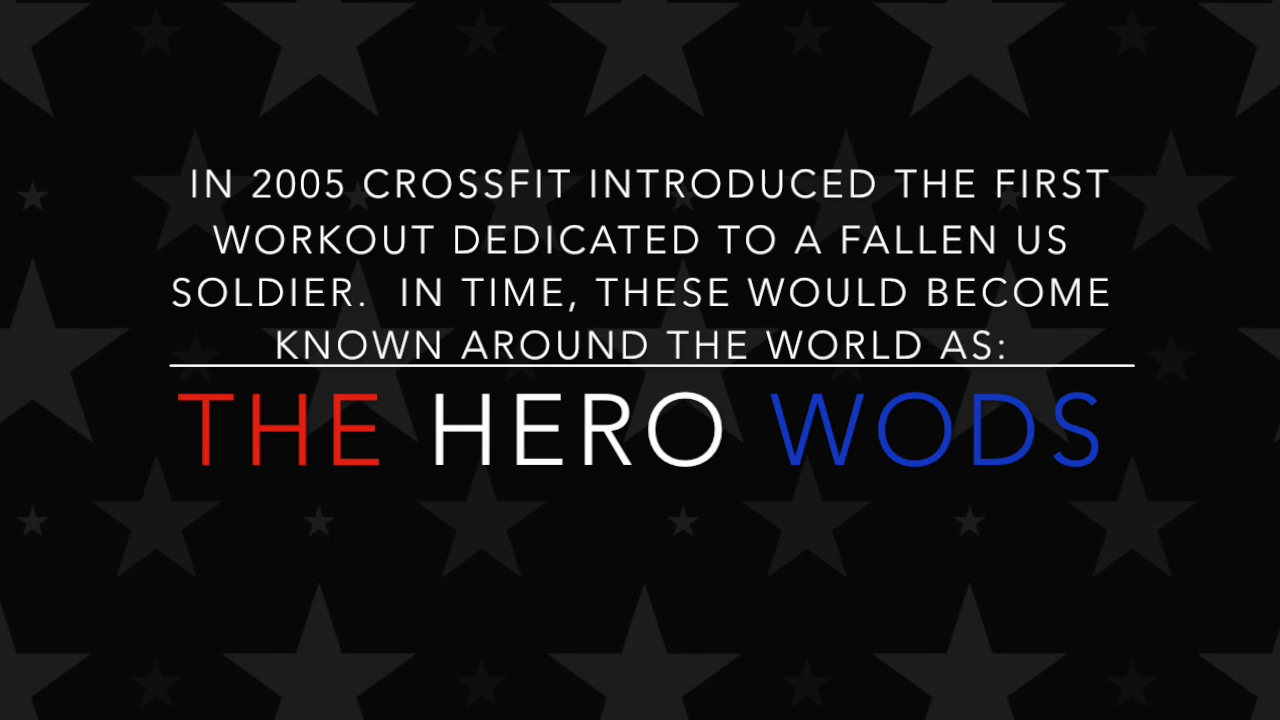 IN 2005 CROSSFIT INTRODUCED THE FIRST
WORKOUT DEDICATED TO A FALLEN US
SOLDIER. IN TIME, THESE WOULD BECOME
KNOWN AROUND THE WORLD AS:
THE HERO WODS